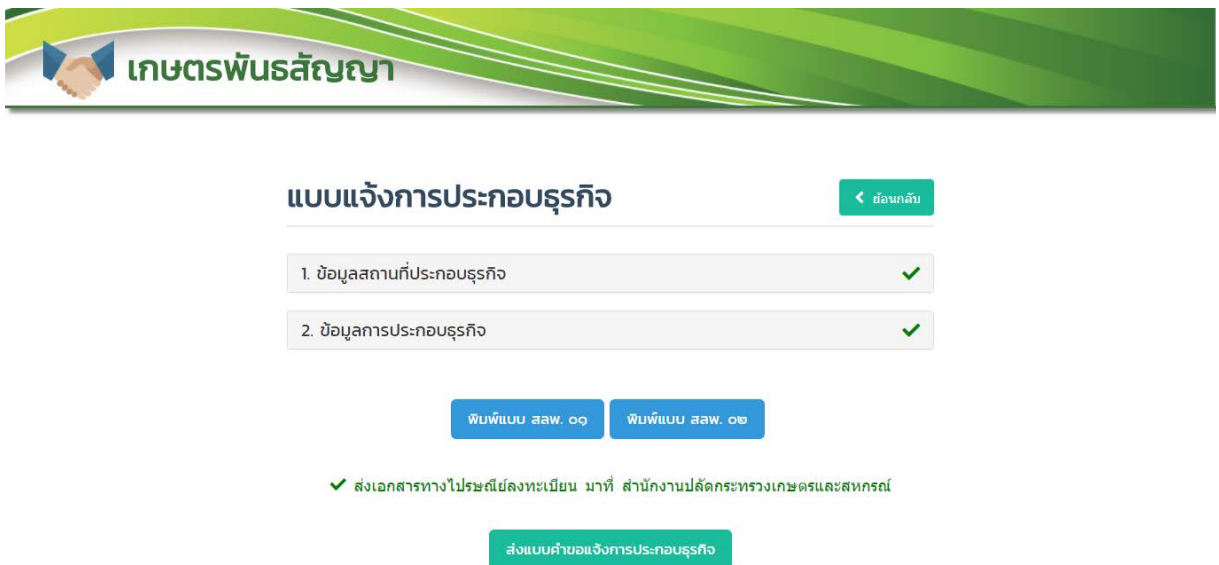 เกษตรพันธสัญญา
แบบแจ้งการประกอบธุรกิจ
ย้อนกลับ
1. ข้อมูลสถานที่ประกอบธุรกิจ
2. ข้อมูลการประกอบธุรกิจ
พิมพ์แบบ สลพ. ๐๑ พิมพ์แบบ สลพ. ๐๒
ส่งเอกสารทางไปรษณีย์ลงทะเบียน มาที่ สำนักงานปลัดกระทรวงเกษตรและสหกรณ์
ส่งแบบคำขอแจ้งการประกอบธุรกิจ